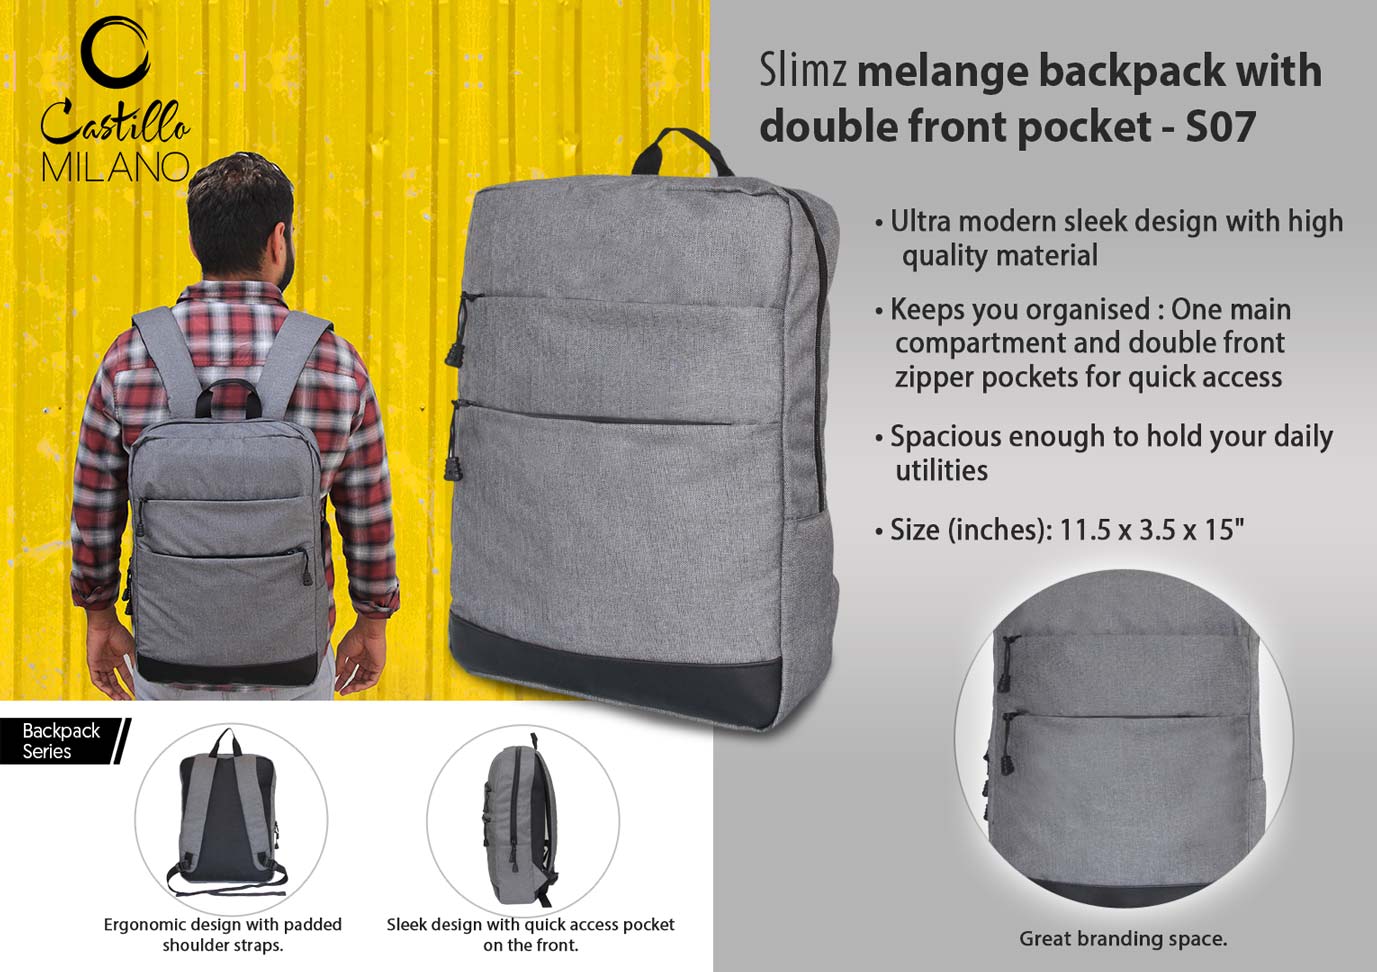 Castillo
MILANO
Slimz melange backpack with
double front pocket - S07
• Ultra modern sleek design with high
quality material
• Keeps you organised : One main
compartment and double front
zipper pockets for quick access
• Spacious enough to hold your daily
utilities
• Size (inches): 11.5 x 3.5 x 15"
Backpack
Series
Ergonomic design with padded
shoulder straps.
Sleek design with quick access pocket
on the front.
Great branding space.